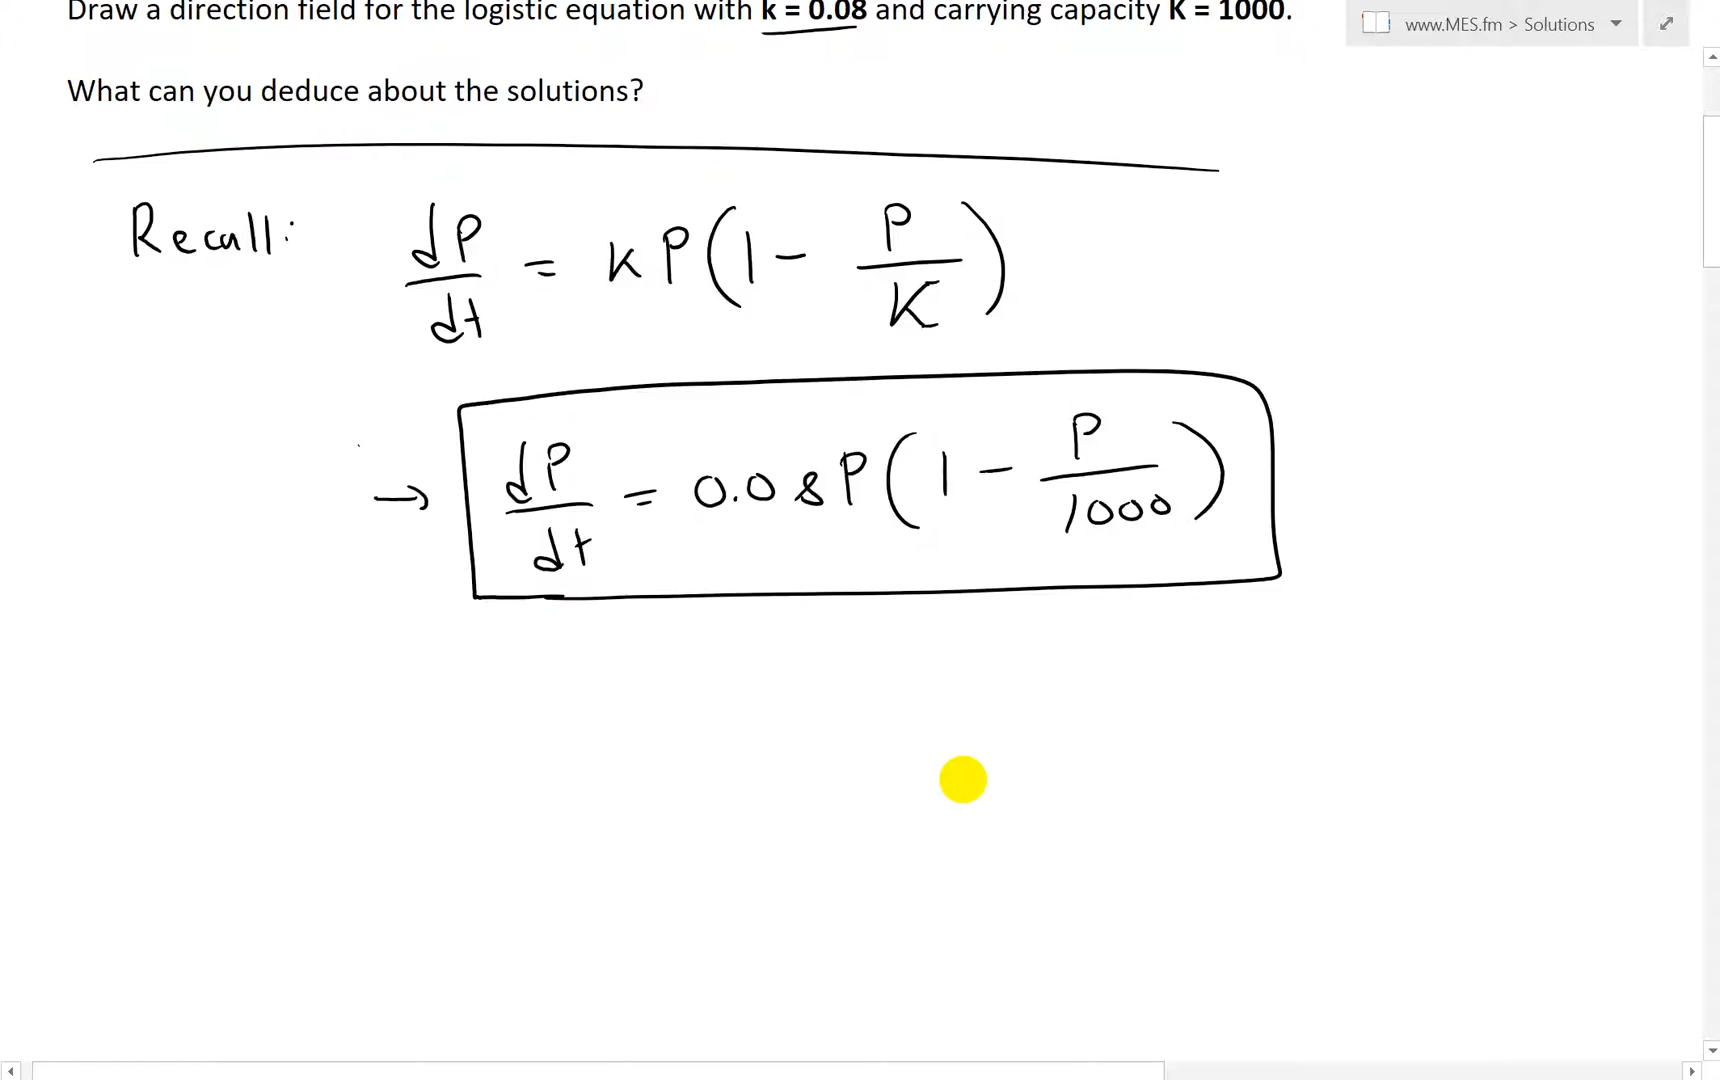 Draw a direction field for the logistic equation with k = 0.08 and carrying capacity K = 1000.
www.MES.fm > Solutions
What can you deduce about the solutions?
Recall: dP/dt = kP(1 - P/K)
→ dP/dt = 0.08P(1 - P/1000)